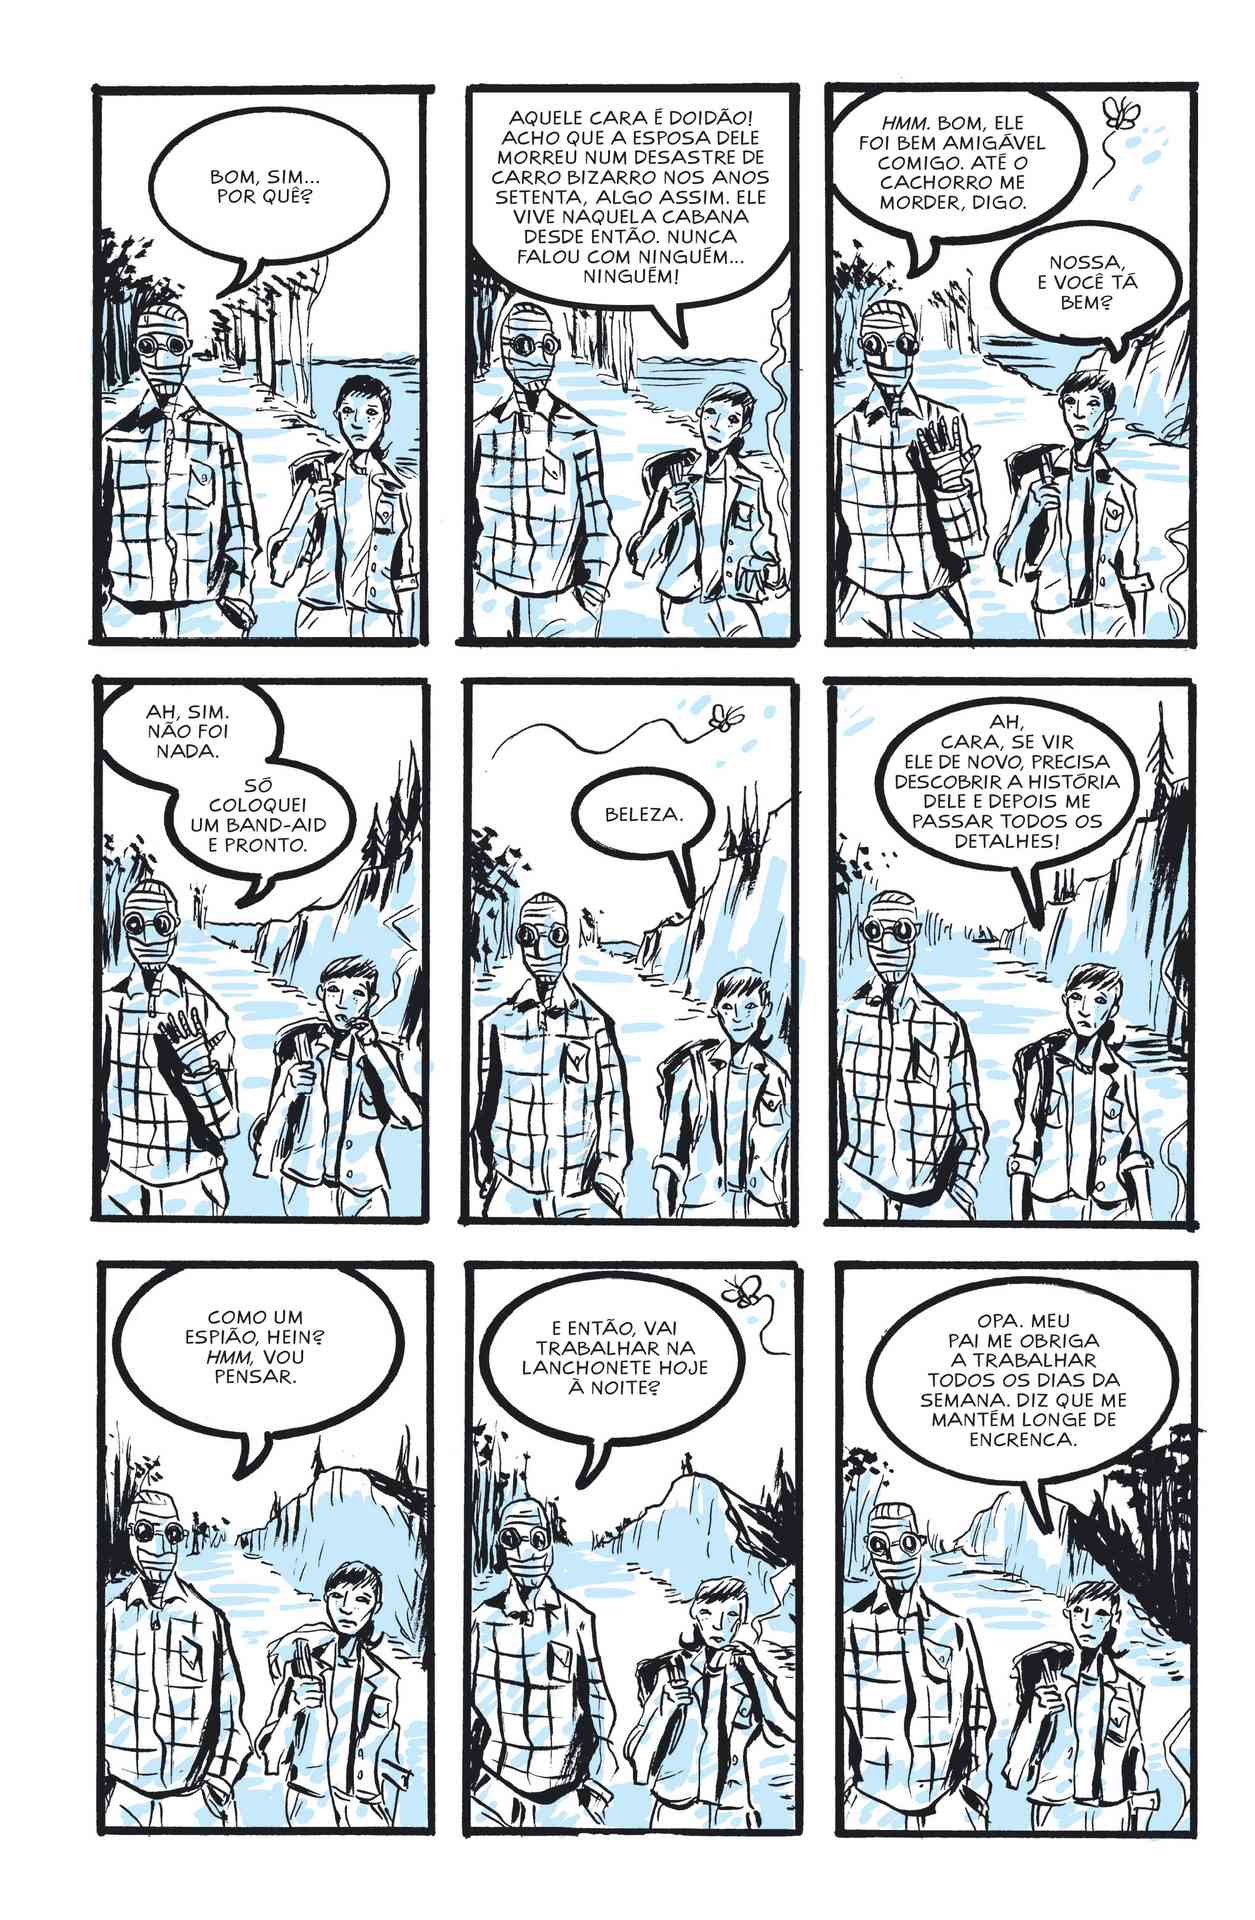 BOM, SIM...
POR QUÊ?
AQUELE CARA É DOIDÃO!
ACHO QUE A ESPOSA DELE
MORREU NUM DESASTRE DE
CARRO BIZARRO NOS ANOS
SETENTA, ALGO ASSIM. ELE
VIVE NAQUELA CABANA
DESDE ENTÃO. NUNCA
FALOU COM NINGUÉM...
NINGUÉM!
HMM. BOM, ELE
FOI BEM AMIGÁVEL
COMIGO. ATÉ O
CACHORRO ME
MORDER, DIGO.
NOSSA,
E VOCÊ TÁ
BEM?
AH, SIM.
NÃO FOI
NADA.
SÓ
COLOQUEI
UM BAND-AID
E PRONTO.
BELEZA.
AH,
CARA, SE VIR
ELE DE NOVO, PRECISA
DESCOBRIR A HISTÓRIA
DELE E DEPOIS ME
PASSAR TODOS OS
DETALHES!
COMO UM
ESPIÃO, HEIN?
HMM, VOU
PENSAR.
E ENTÃO, VAI
TRABALHAR NA
LANCHONETE HOJE
À NOITE?
OPA. MEU
PAI ME OBRIGA
A TRABALHAR
TODOS OS DIAS DA
SEMANA. DIZ QUE ME
MANTÉM LONGE DE
ENCRENCA.